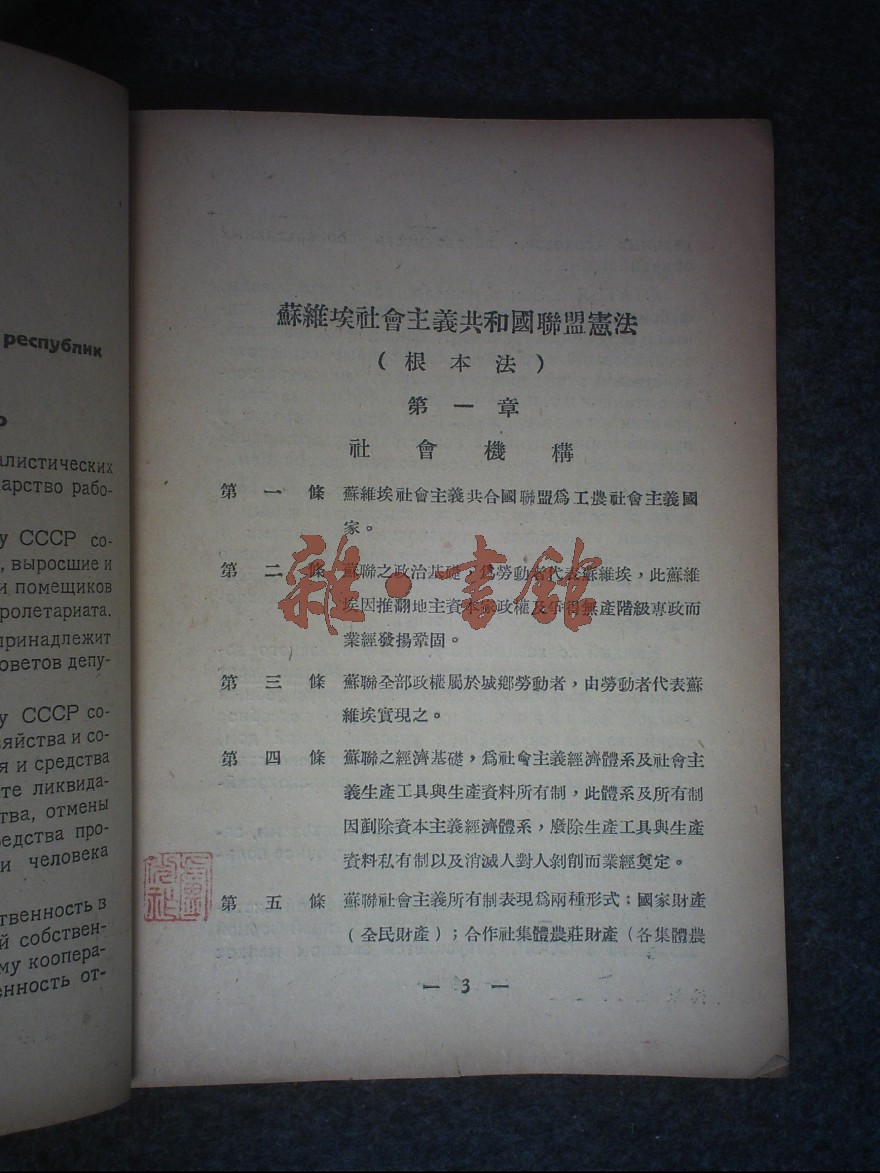 республик
алистических
дарство рабо-
у СССР со-
, выросшие и
и помещиков
ролетариата.
принадлежит
оветов депу-
у СССР со-
яйства и со-
я и средства
те ликвида-
тва, отмены
редства про-
и человека
твенность в
й собствен-
му коопера-
енность от-
蘇維埃社會主義共和國聯盟憲法
(根本法)
第一章
社會機構
第一條 蘇維埃社會主義共合國聯盟爲工農社會主義國
家。
第二條 蘇聯之政治基礎,爲勞動者代表蘇維埃,此蘇維
埃因推翻地主資本家政權及無產階級專政而
業經發揚鞏固。
第三條 蘇聯全部政權屬於城鄉勞動者,由勞動者代表蘇
維埃實現之。
第四條 蘇聯之經濟基礎,爲社會主義經濟體系及社會主
義生產工具與生產資料所有制,此體系及所有制
因剷除資本主義經濟體系,廢除生產工具與生產
資料私有制以及消滅人對人剝削而業經奠定。
第五條 蘇聯社會主義所有制表現爲兩種形式:國家財產
(全民財產);合作社集體農莊財產(各集體農
— 3 —
雜·書館